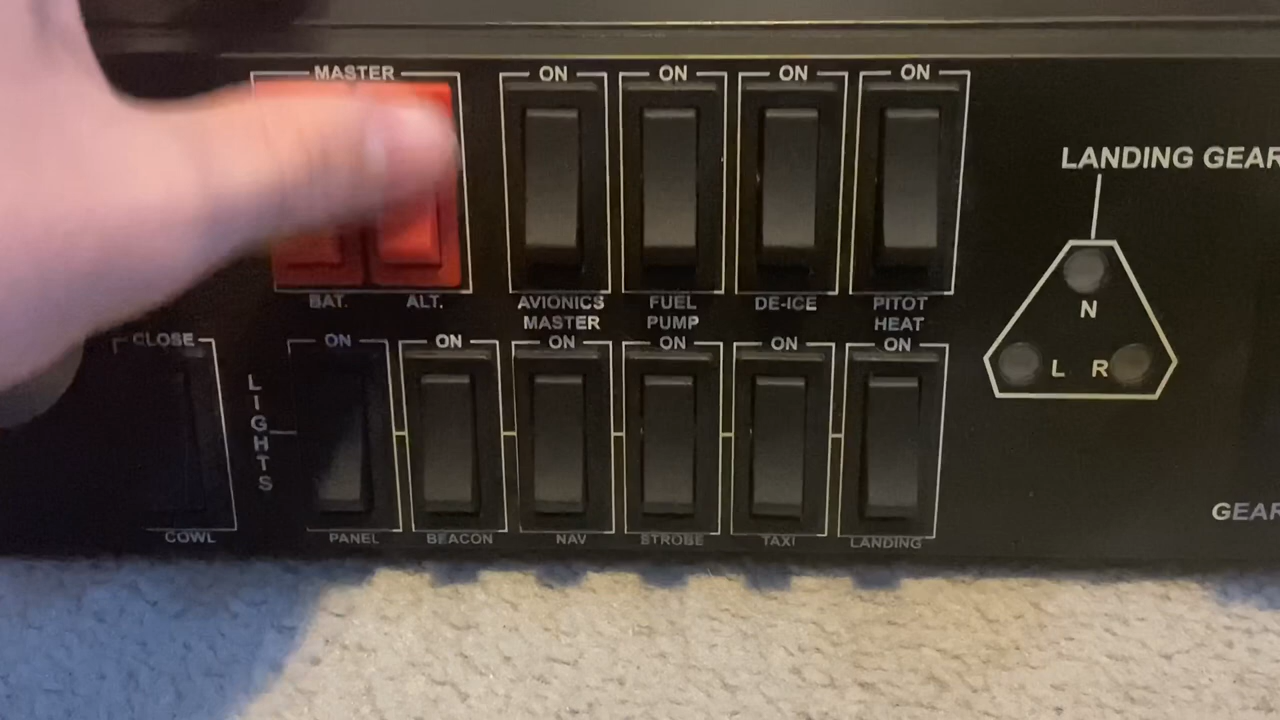 MASTER
ON
ON
ON
ON
LANDING GEAR
BAT.
ALT.
AVIONICS
MASTER
FUEL
PUMP
DE-ICE
PITOT
HEAT
N
L
R
CLOSE
COWL
LIGHTS
ON
ON
ON
ON
ON
ON
PANEL
BEACON
NAV
STROBE
TAXI
LANDING
GEAR